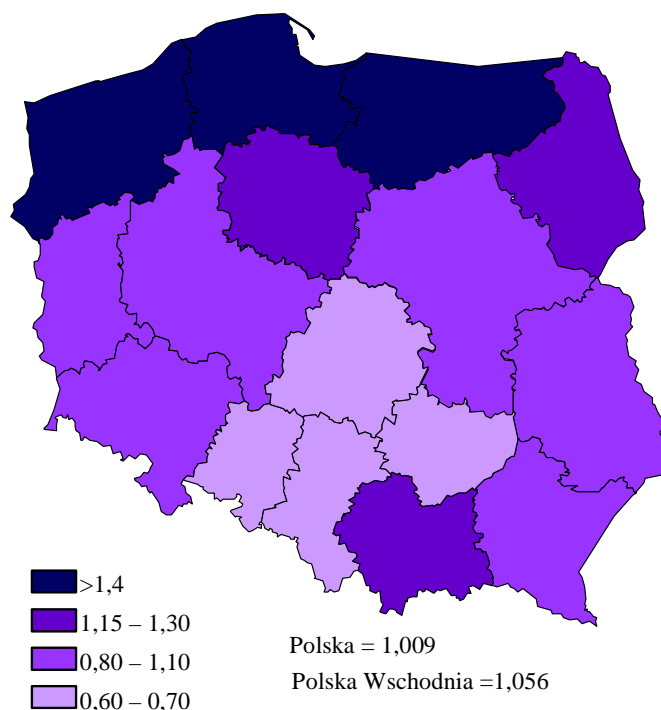 >1,4
1,15 – 1,30
0,80 – 1,10
0,60 – 0,70
Polska = 1,009
Polska Wschodnia =1,056